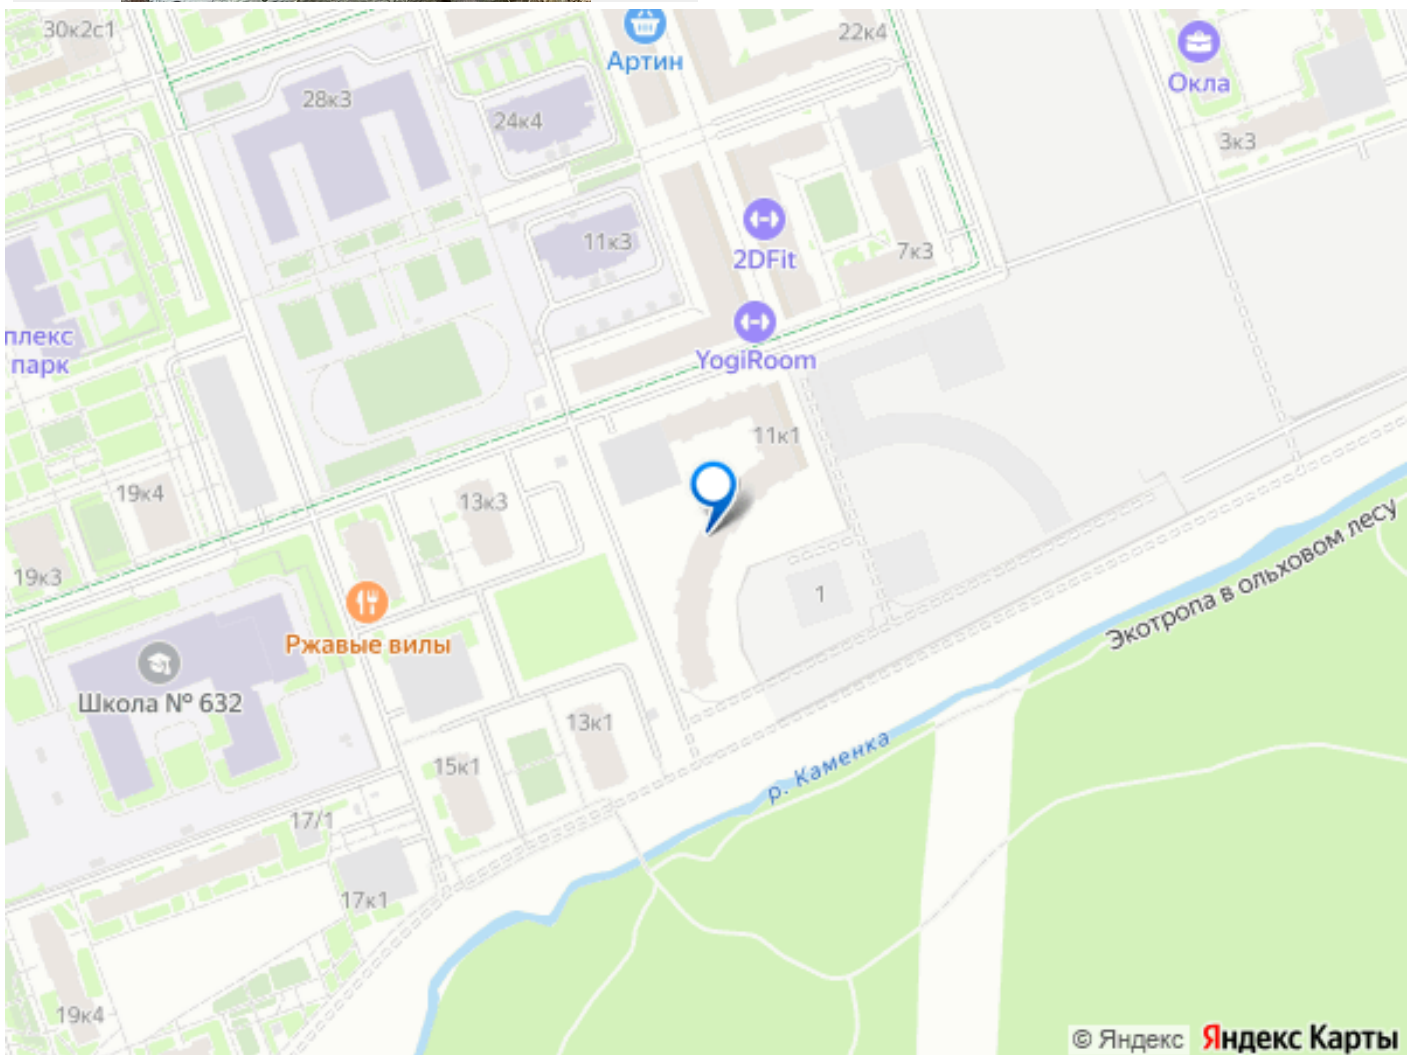 30к2с1
Артин
22к4
Окла
28к3
24к4
3к3
11к3
2DFit
7к3
плекс
парк
YogiRoom
11к1
19к4
13к3
19к3
Экотропа в ольховом лесу
1
Ржавые вилы
Школа № 632
13к1
р. Каменка
15к1
17/1
17к1
19к4
© Яндекс Яндекс Карты